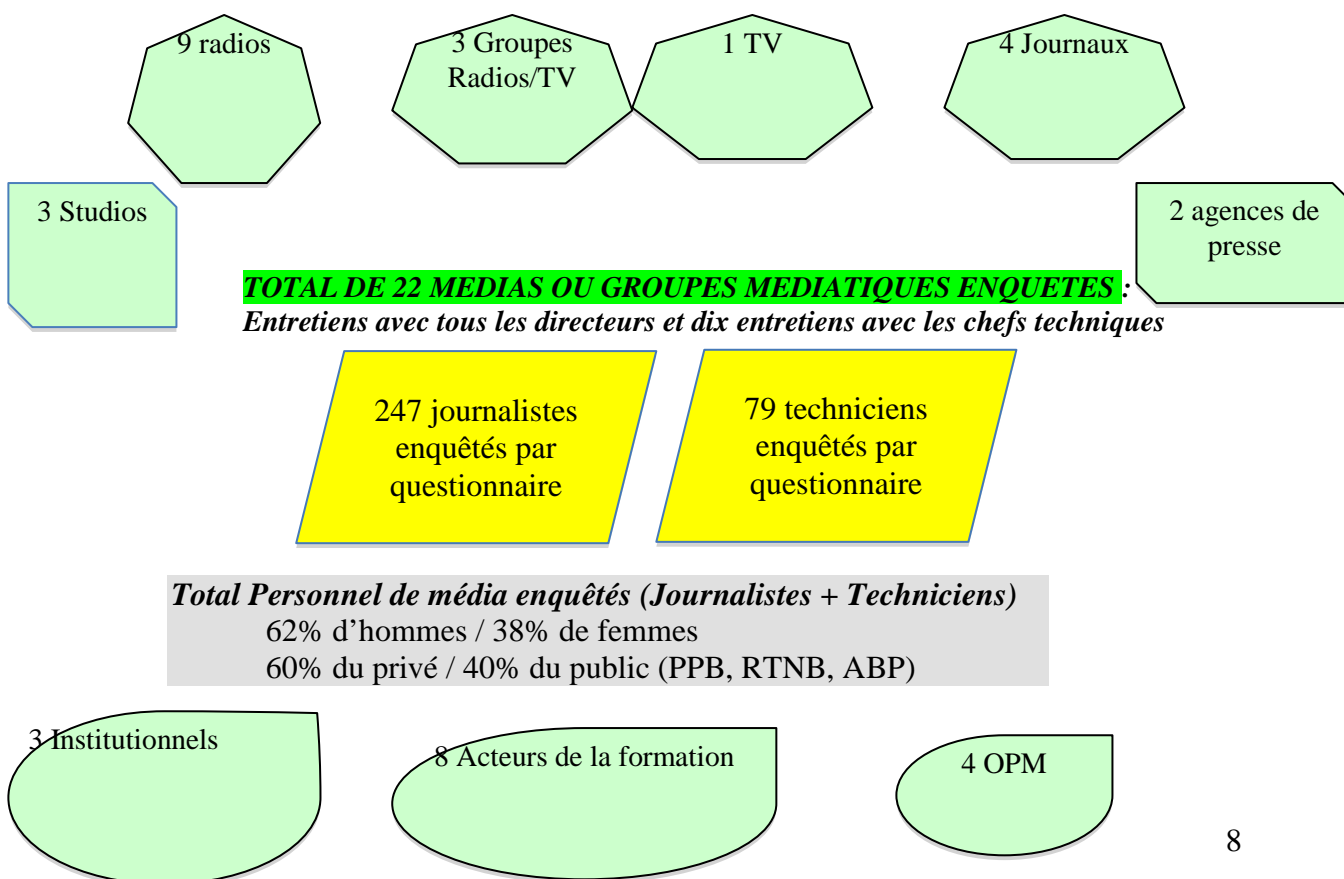 9 radios
3 Groupes
Radios/TV
1 TV
4 Journaux
3 Studios
2 agences de
presse
TOTAL DE 22 MEDIAS OU GROUPES MEDIATIQUES ENQUETES :
Entretiens avec tous les directeurs et dix entretiens avec les chefs techniques
247 journalistes
enquêtés par
questionnaire
79 techniciens
enquêtés par
questionnaire
Total Personnel de média enquêtés (Journalistes + Techniciens)
62% d’hommes / 38% de femmes
60% du privé / 40% du public (PPB, RTNB, ABP)
3 Institutionnels
8 Acteurs de la formation
4 OPM
8